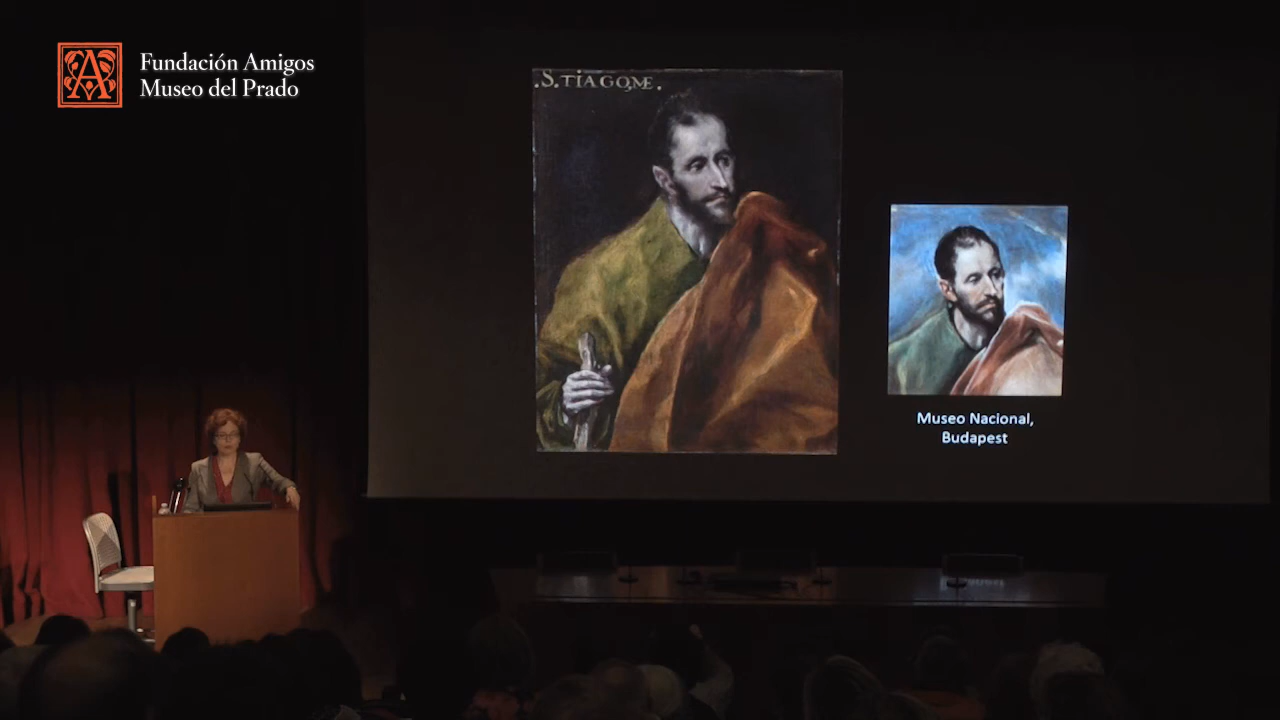 Fundación Amigos
Museo del Prado
.S.TIAGO,ME.
Museo Nacional,
Budapest